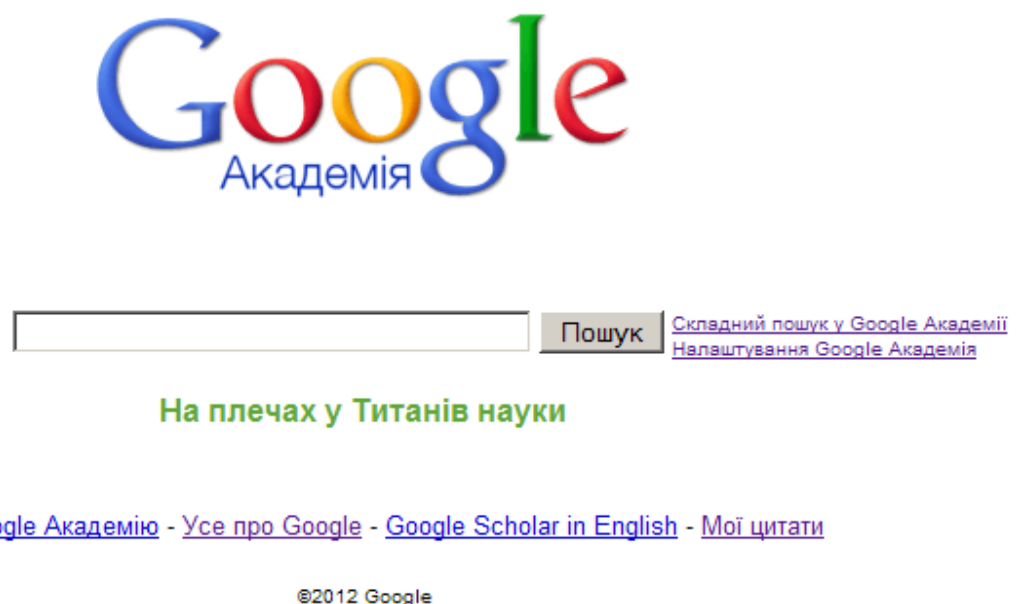 Google
Академія
Пошук
Складний пошук у Google Академії
Налаштування Google Академія
На плечах у Титанів науки
ogle Академію - Усе про Google - Google Scholar in English - Мої цитати
©2012 Google